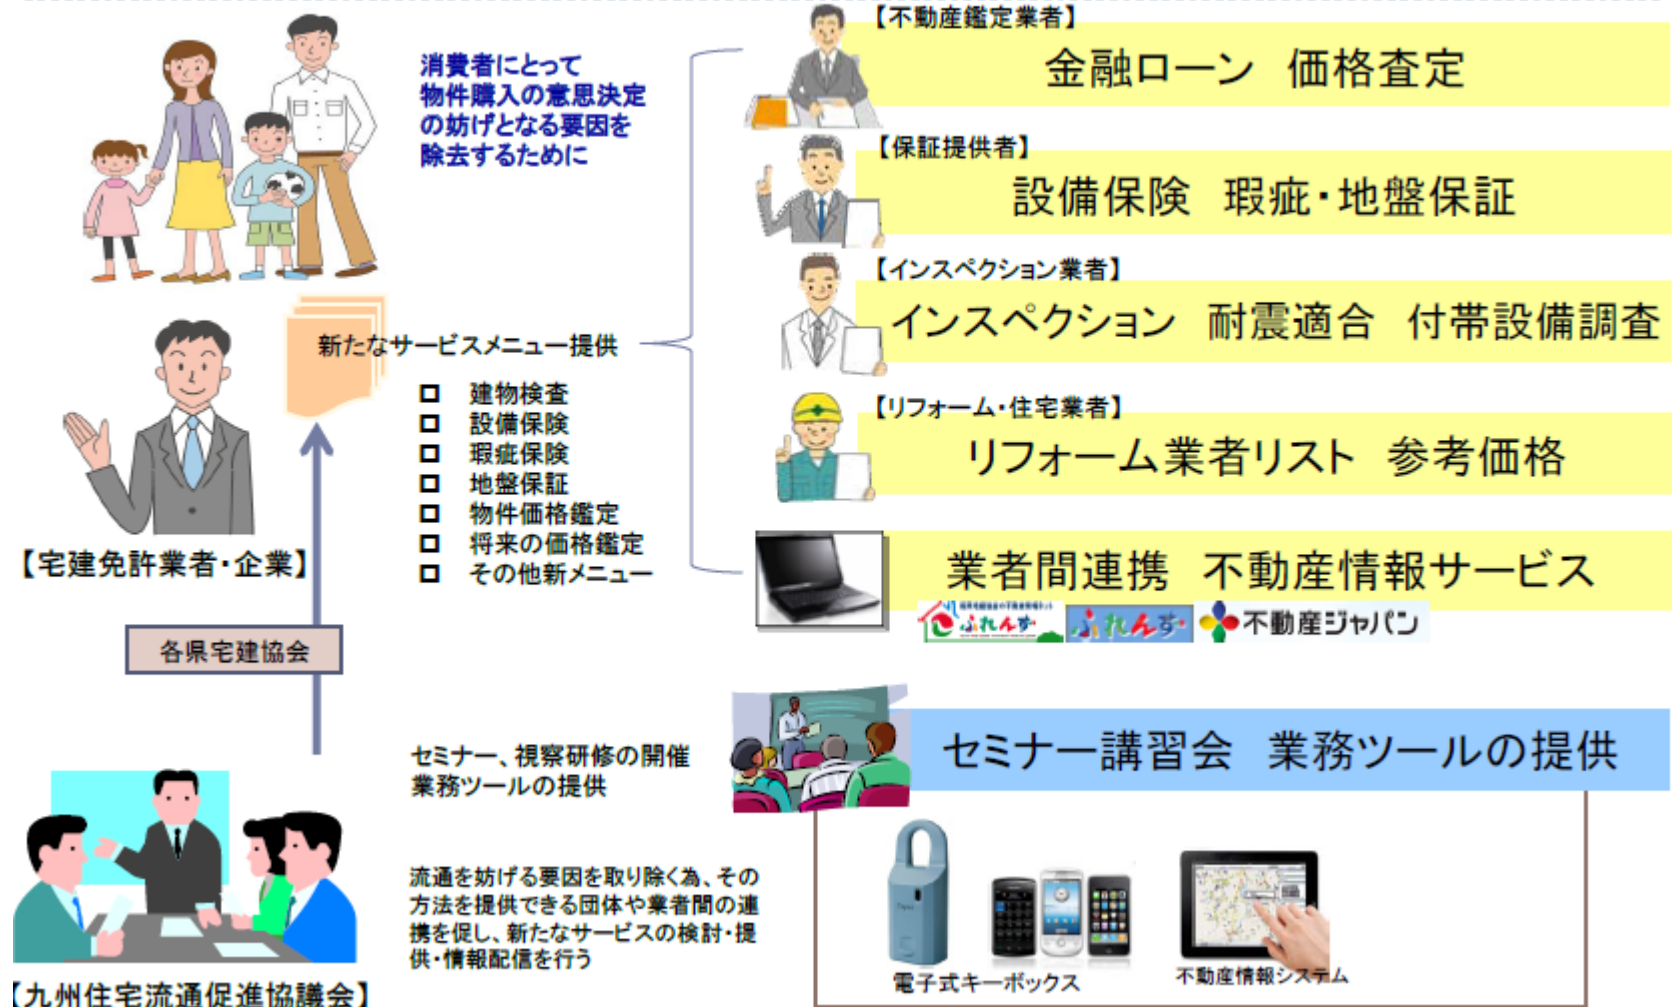 消費者にとって
物件購入の意思決定
の妨げとなる要因を
除去するために
【不動産鑑定業者】
金融ローン 価格査定
【保証提供者】
設備保険 瑕疵・地盤保証
【インスペクション業者】
インスペクション 耐震適合 付帯設備調査
【リフォーム・住宅業者】
リフォーム業者リスト 参考価格
業者間連携 不動産情報サービス
ふれんず
ふれんず
不動産ジャパン
新たなサービスメニュー提供
建物検査
設備保険
瑕疵保険
地盤保証
物件価格鑑定
将来の価格鑑定
その他新メニュー
【宅建免許業者・企業】
各県宅建協会
セミナー、視察研修の開催
業務ツールの提供
セミナー講習会 業務ツールの提供
流通を妨げる要因を取り除く為、その
方法を提供できる団体や業者間の連
携を促し、新たなサービスの検討・提
供・情報配信を行う
電子式キーボックス
不動産情報システム
【九州住宅流通促進協議会】